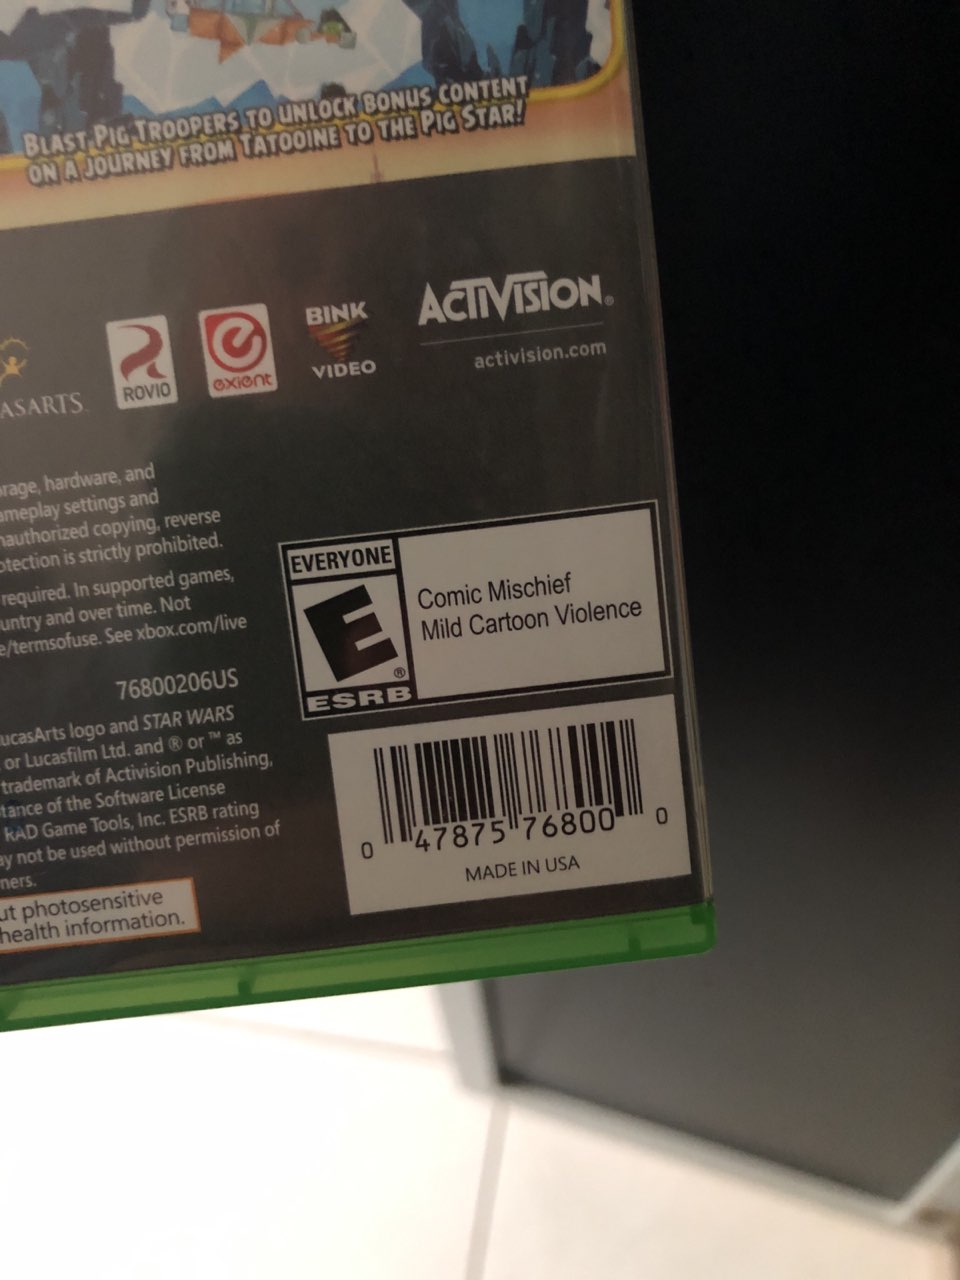 BLAST PIG TROOPERS TO UNLOCK BONUS CONTENT
ON A JOURNEY FROM TATOOINE TO THE PIG STAR!
ASARTS
ROVIO
exient
BINK
VIDEO
ACTIVISION®
activision.com
orage, hardware, and
ameplay settings and
nauthorized copying, reverse
otection is strictly prohibited.
required. In supported games,
untry and over time. Not
e/termsofuse. See xbox.com/live
76800206US
ucasArts logo and STAR WARS
or Lucasfilm Ltd. and ® or ™ as
trademark of Activision Publishing,
tance of the Software License
RAD Game Tools, Inc. ESRB rating
ay not be used without permission of
ners.
ut photosensitive
health information.
EVERYONE
E®
ESRB
Comic Mischief
Mild Cartoon Violence
0 47875 76800 0
MADE IN USA